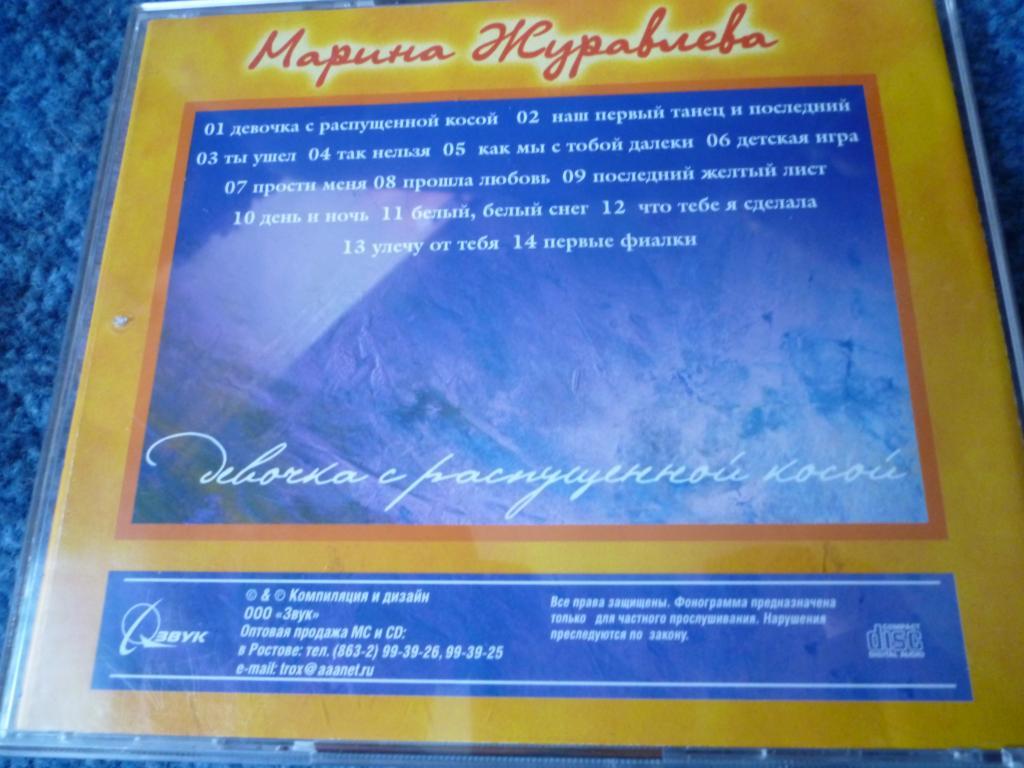 Марина Журавлева
01 девочка с распущенной косой 02 наш первый танец и последний
03 ты ушел 04 так нельзя 05 как мы с тобой далеки 06 детская игра
07 прости меня 08 прошла любовь 09 последний желтый лист
10 день и ночь 11 белый, белый снег 12 что тебе я сделала
13 улечу от тебя 14 первые фиалки
Девочка с распущенной косой
ЗВУК
© & ℗ Компиляция и дизайн
ООО «Звук»
Оптовая продажа МС и CD:
в Ростове: тел. (863-2) 99-39-26, 99-39-25
e-mail: trox@aaanet.ru
Все права защищены. Фонограмма предназначена
только для частного прослушивания. Нарушения
преследуются по закону.
COMPACT
disc
DIGITAL AUDIO